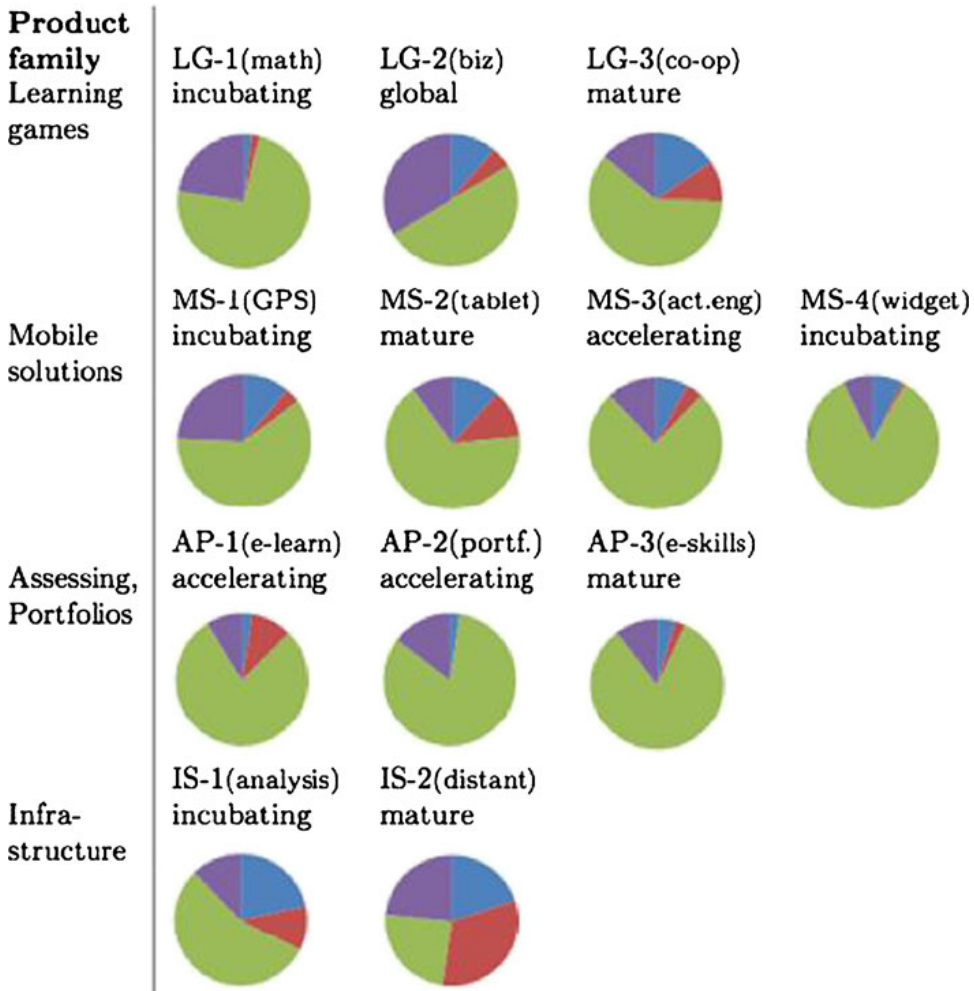 Product
family
Learning
games
LG-1(math)
incubating
LG-2(biz)
global
LG-3(co-op)
mature
Mobile
solutions
MS-1(GPS)
incubating
MS-2(tablet)
mature
MS-3(act.eng)
accelerating
MS-4(widget)
incubating
Assessing,
Portfolios
AP-1(e-learn)
accelerating
AP-2(portf.)
accelerating
AP-3(e-skills)
mature
Infra-
structure
IS-1(analysis)
incubating
IS-2(distant)
mature